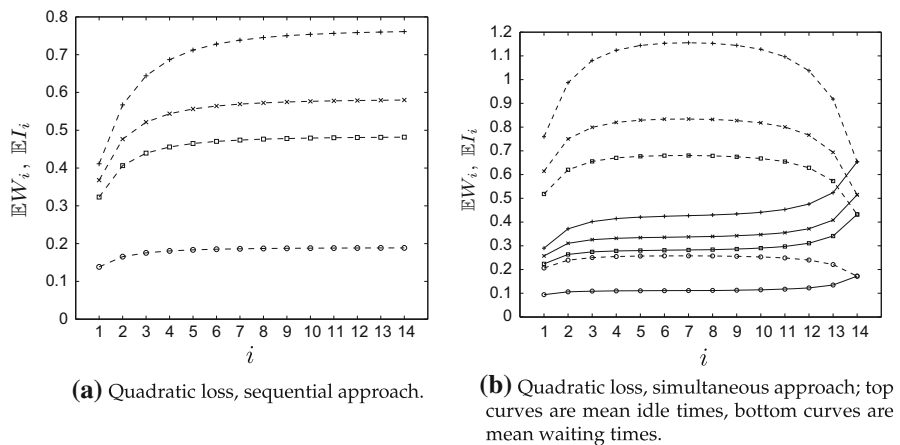 0.8
0.7
0.6
0.5
0.4
0.3
0.2
0.1
0
𝔼W_i, 𝔼I_i
1 2 3 4 5 6 7 8 9 10 11 12 13 14
i
(a) Quadratic loss, sequential approach.
1.2
1.1
1
0.9
0.8
0.7
0.6
0.5
0.4
0.3
0.2
0.1
0
𝔼W_i, 𝔼I_i
1 2 3 4 5 6 7 8 9 10 11 12 13 14
i
(b) Quadratic loss, simultaneous approach; top
curves are mean idle times, bottom curves are
mean waiting times.